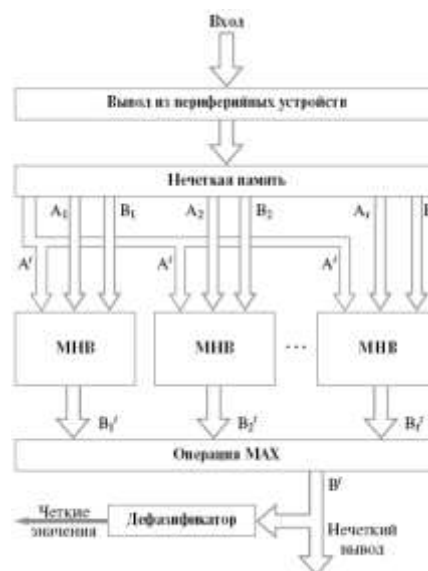 Вход
Вывод из периферийных устройств
Нечеткая память
A₁ B₁ A₂ B₂ Aᵣ B
A' A' A'
МНВ МНВ ... МНВ
B₁' B₂' Bᵣ'
Операция MAX
B'
Четкие
значения
Дефазификатор
Нечеткий
вывод